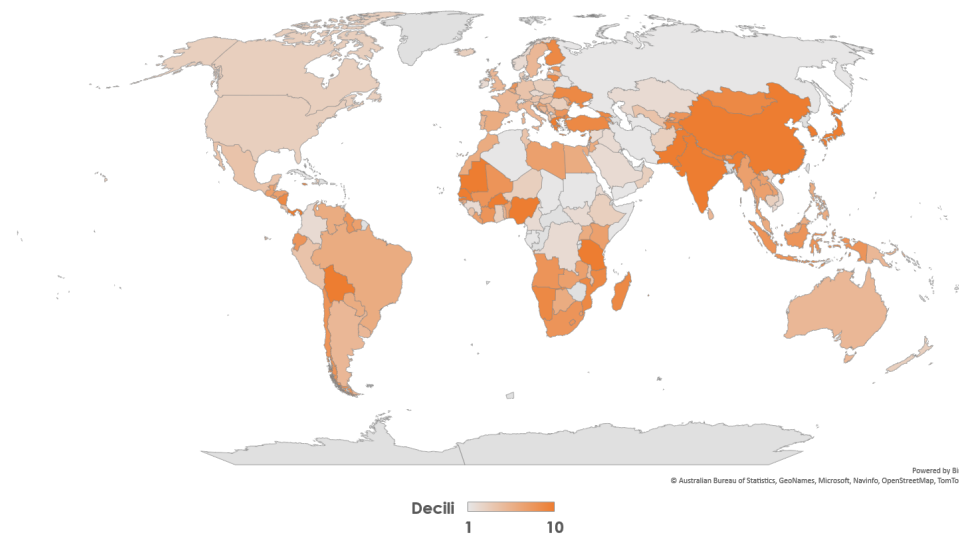 Powered by Bi
© Australian Bureau of Statistics, GeoNames, Microsoft, Navinfo, OpenStreetMap, TomTo
Decili
1 10